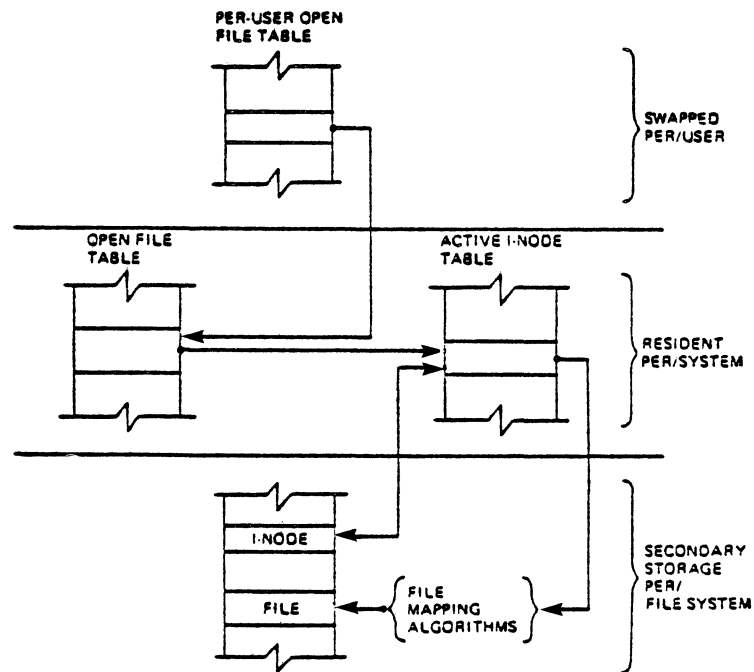 PER-USER OPEN
FILE TABLE
SWAPPED
PER/USER
OPEN FILE
TABLE
ACTIVE I-NODE
TABLE
RESIDENT
PER/SYSTEM
I-NODE
FILE
FILE
MAPPING
ALGORITHMS
SECONDARY
STORAGE
PER/
FILE SYSTEM